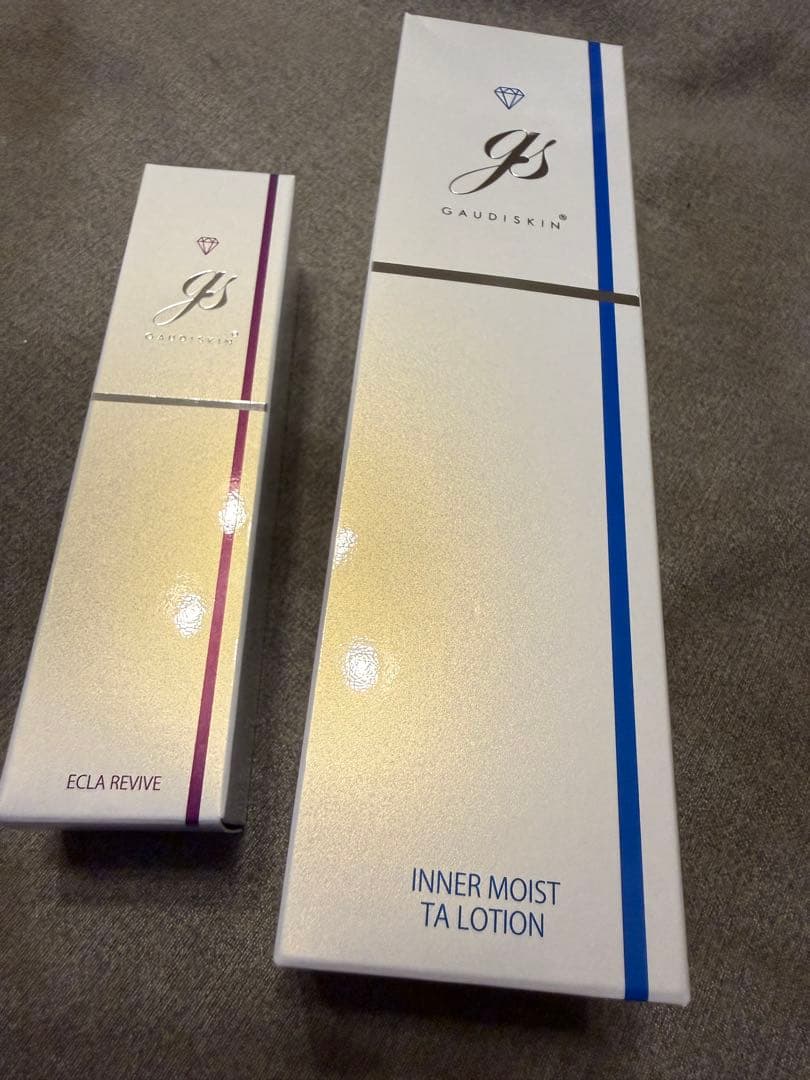 gs
GAUDISKIN®
ECLA REVIVE
gs
GAUDISKIN®
INNER MOIST
TA LOTION